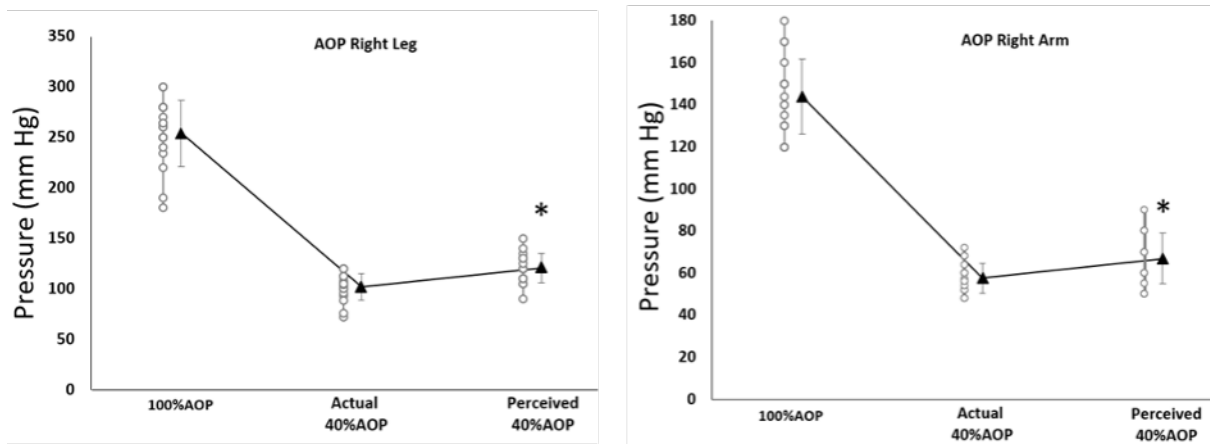 AOP Right Leg
Pressure (mm Hg)
350
300
250
200
150
100
50
0
*
100%AOP
Actual
40%AOP
Perceived
40%AOP
AOP Right Arm
Pressure (mm Hg)
180
160
140
120
100
80
60
40
20
0
*
100%AOP
Actual
40%AOP
Perceived
40%AOP